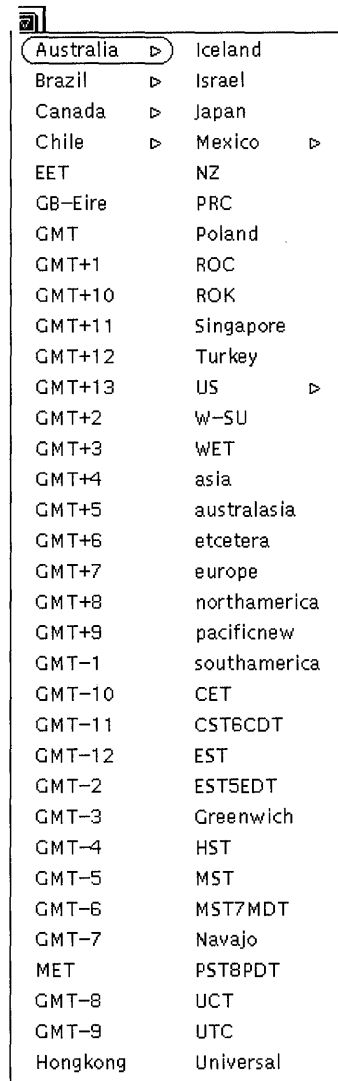 Australia
Brazil
Canada
Chile
EET
GB-Eire
GMT
GMT+1
GMT+10
GMT+11
GMT+12
GMT+13
GMT+2
GMT+3
GMT+4
GMT+5
GMT+6
GMT+7
GMT+8
GMT+9
GMT-1
GMT-10
GMT-11
GMT-12
GMT-2
GMT-3
GMT-4
GMT-5
GMT-6
GMT-7
MET
GMT-8
GMT-9
Hongkong
Iceland
Israel
Japan
Mexico
NZ
PRC
Poland
ROC
ROK
Singapore
Turkey
US
W-SU
WET
asia
australasia
etcetera
europe
northamerica
pacificnew
southamerica
CET
CST6CDT
EST
EST5EDT
Greenwich
HST
MST
MST7MDT
Navajo
PST8PDT
UCT
UTC
Universal